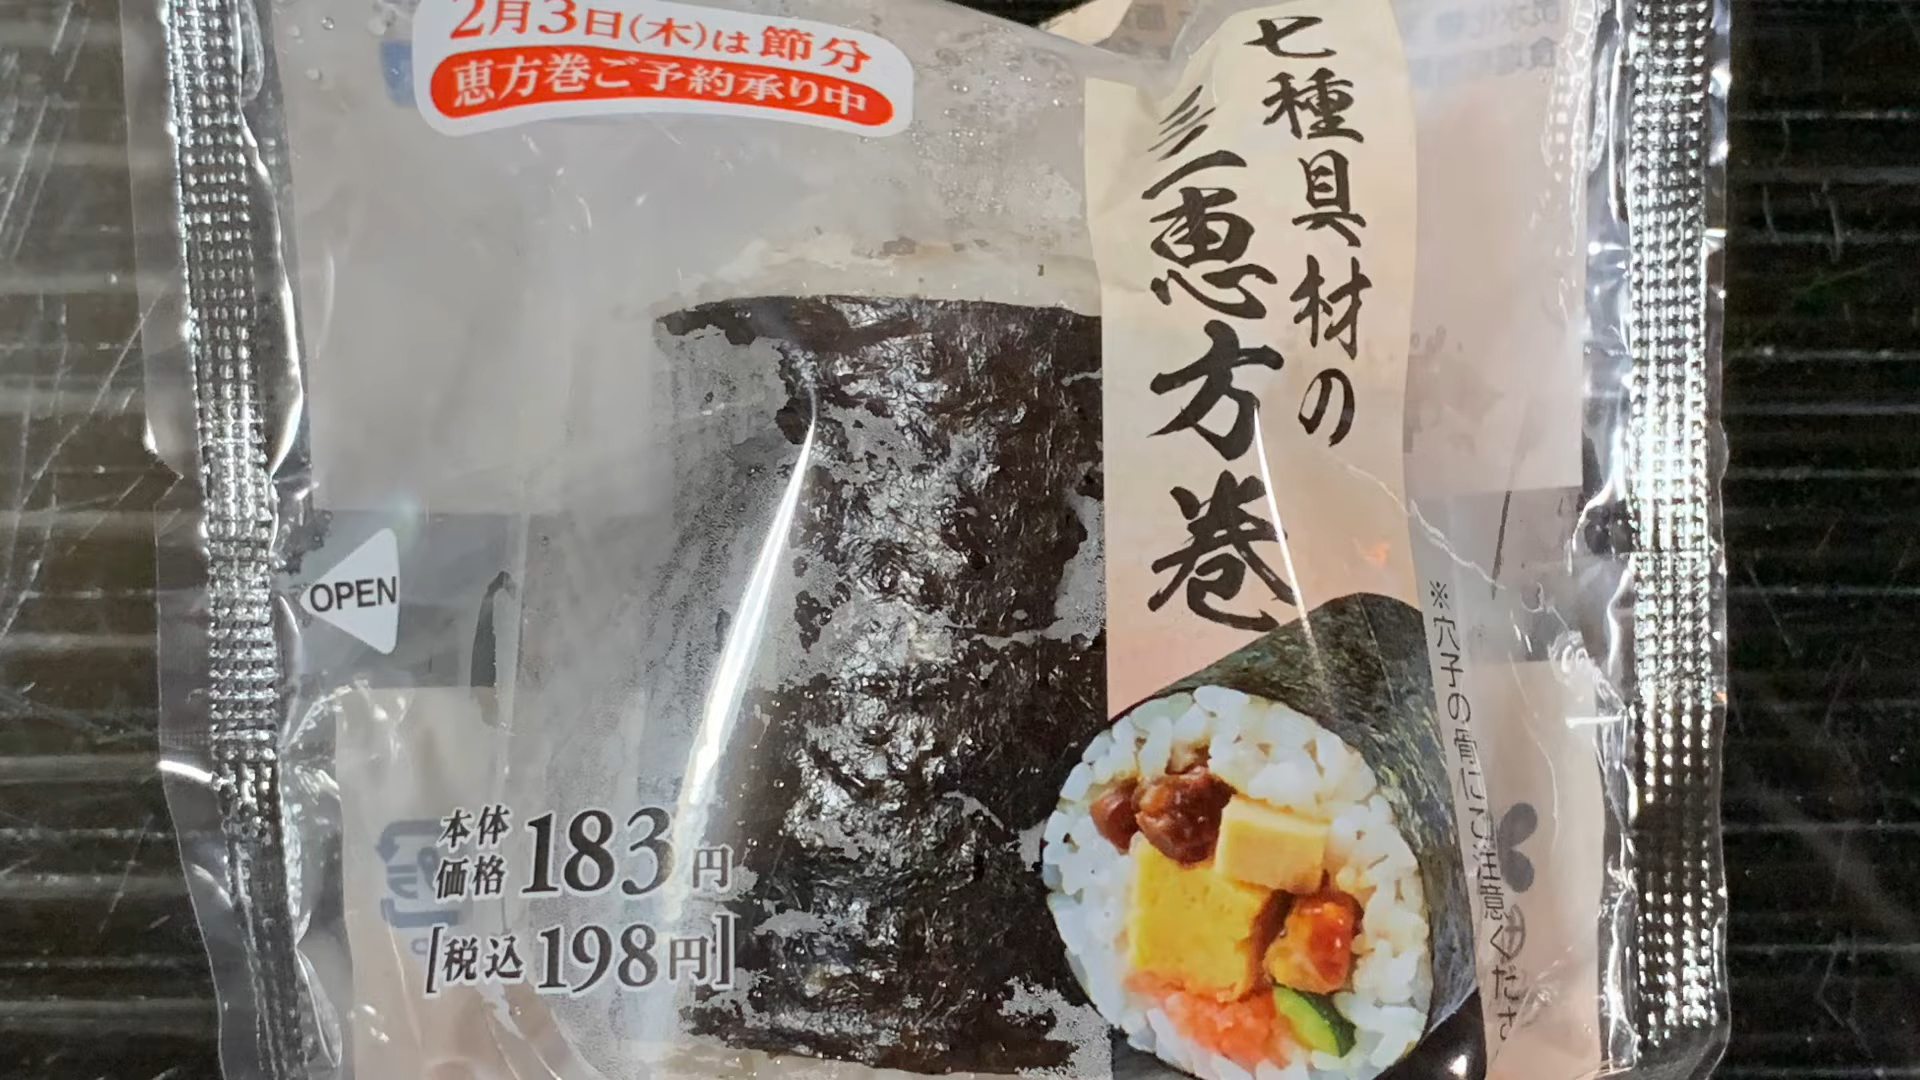 2月3日(木)は節分
恵方巻ご予約承り中
七種具材の
恵方巻
OPEN
※穴子の骨にご注意くださ
本体価格183円
[税込198円]